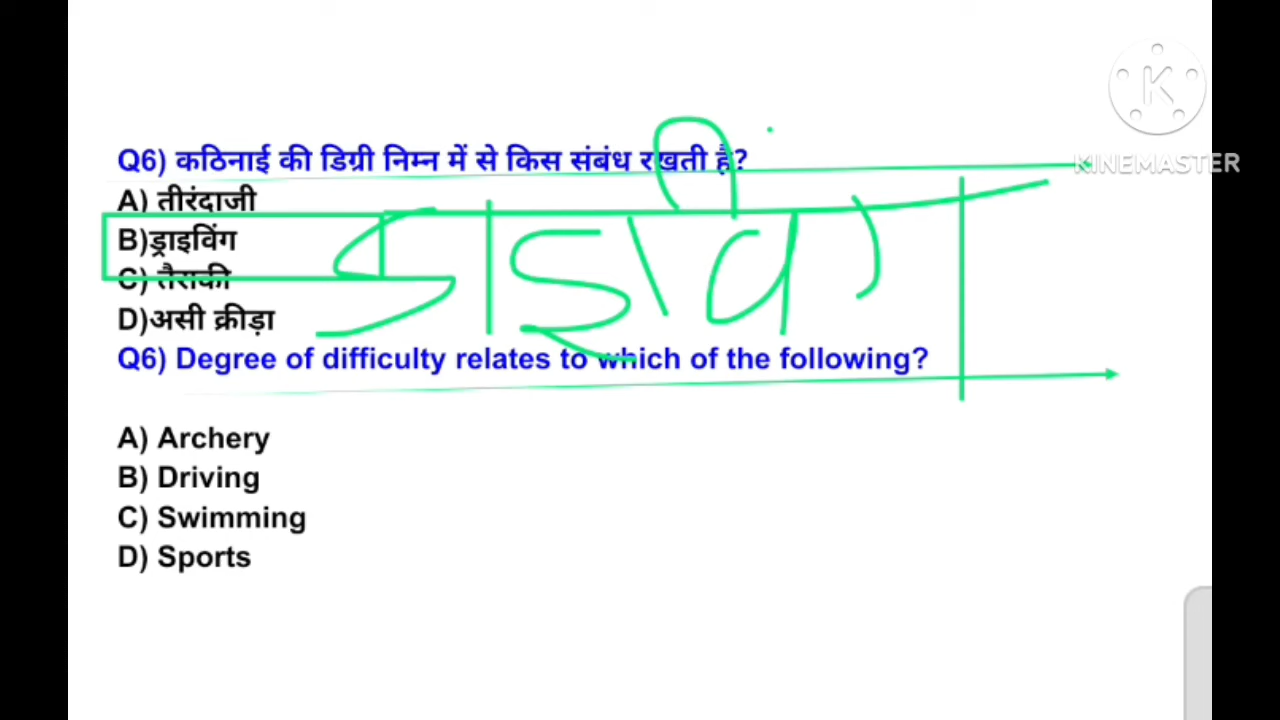 Q6) कठिनाई की डिग्री निम्न में से किस संबंध रखती है?
A) तीरंदाजी
B)ड्राइविंग
C) तैराकी
D)असी क्रीड़ा
Q6) Degree of difficulty relates to which of the following?
A) Archery
B) Driving
C) Swimming
D) Sports
डाइविंग
K
KINEMASTER